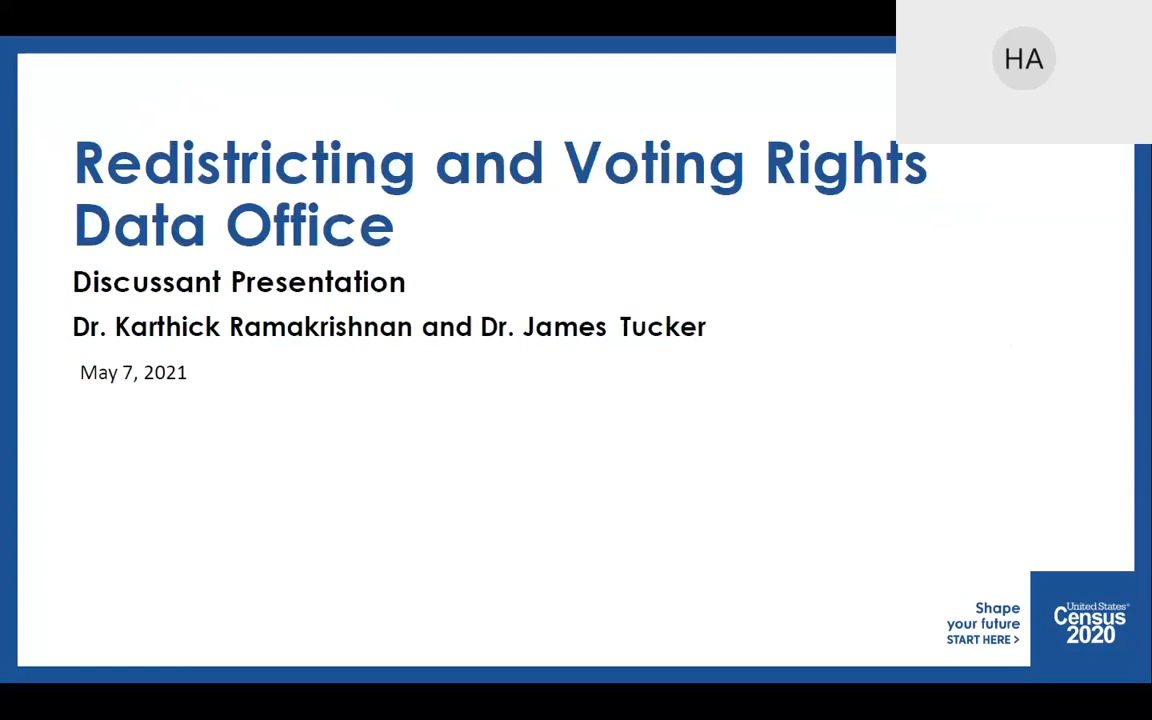 HA
Redistricting and Voting Rights
Data Office
Discussant Presentation
Dr. Karthick Ramakrishnan and Dr. James Tucker
May 7, 2021
Shape
your future
START HERE >
United States®
Census
2020